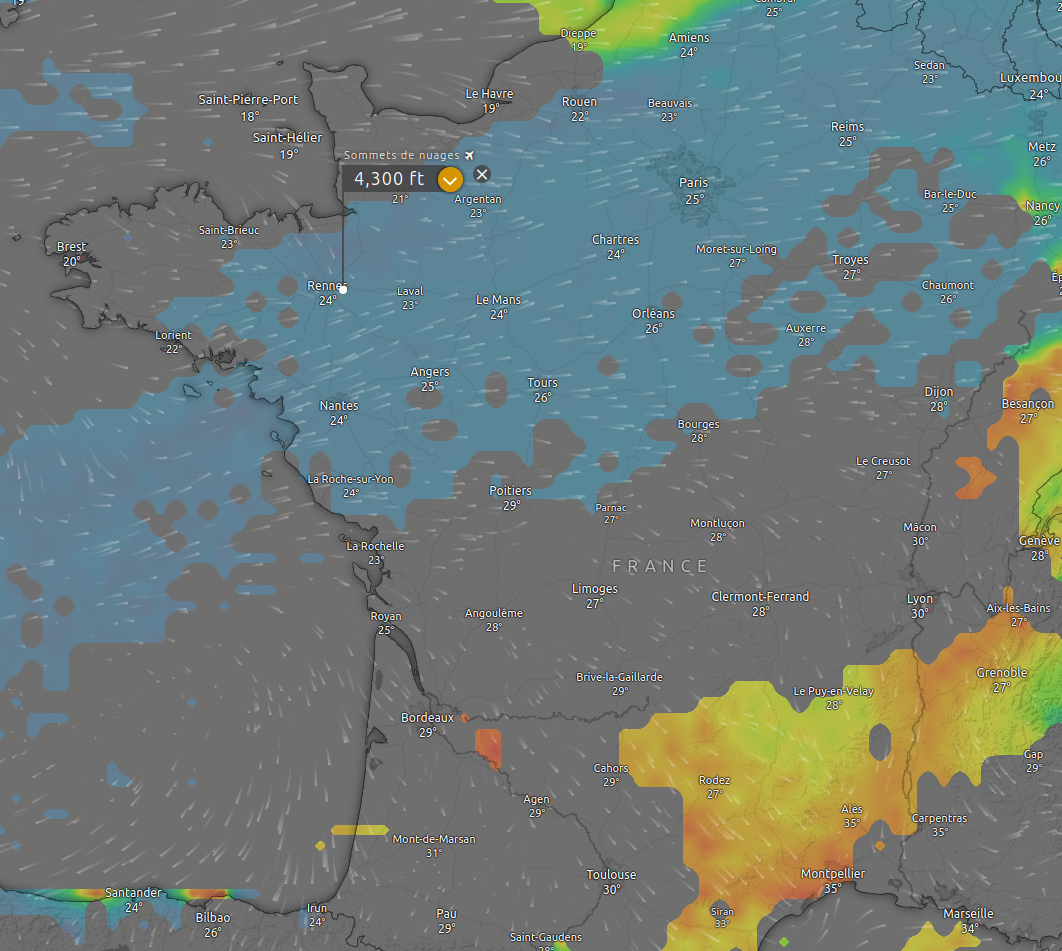 19°
Cambrai
25°
Dieppe
19°
Amiens
24°
Sedan
23°
Luxembou
24°
Saint-Pierre-Port
18°
Le Havre
19°
Rouen
22°
Beauvais
23°
Reims
25°
Saint-Hélier
19°
Metz
26°
Sommets de nuages
4,300 ft
21°
Argentan
23°
Paris
25°
Bar-le-Duc
25°
Nancy
26°
Saint-Brieuc
23°
Brest
20°
Chartres
24°
Moret-sur-Loing
27°
Troyes
27°
Ép
Rennes
24°
Laval
23°
Le Mans
24°
Chaumont
26°
Orléans
26°
Auxerre
28°
Lorient
22°
Angers
25°
Tours
26°
Dijon
28°
Besançon
27°
Nantes
24°
Bourges
28°
Le Creusot
27°
La Roche-sur-Yon
24°
Poitiers
29°
Parnac
27°
Montluçon
28°
Mâcon
30°
Genève
28°
La Rochelle
23°
FRANCE
Limoges
27°
Clermont-Ferrand
28°
Lyon
30°
Aix-les-Bains
27°
Royan
25°
Angoulême
28°
Brive-la-Gaillarde
29°
Le Puy-en-Velay
28°
Grenoble
27°
Bordeaux
29°
Cahors
29°
Rodez
27°
Gap
29°
Agen
29°
Alès
35°
Carpentras
35°
Mont-de-Marsan
31°
Toulouse
30°
Montpellier
35°
Santander
24°
Bilbao
26°
Irun
24°
Pau
29°
Siran
33°
Marseille
34°
Saint-Gaudens
28°